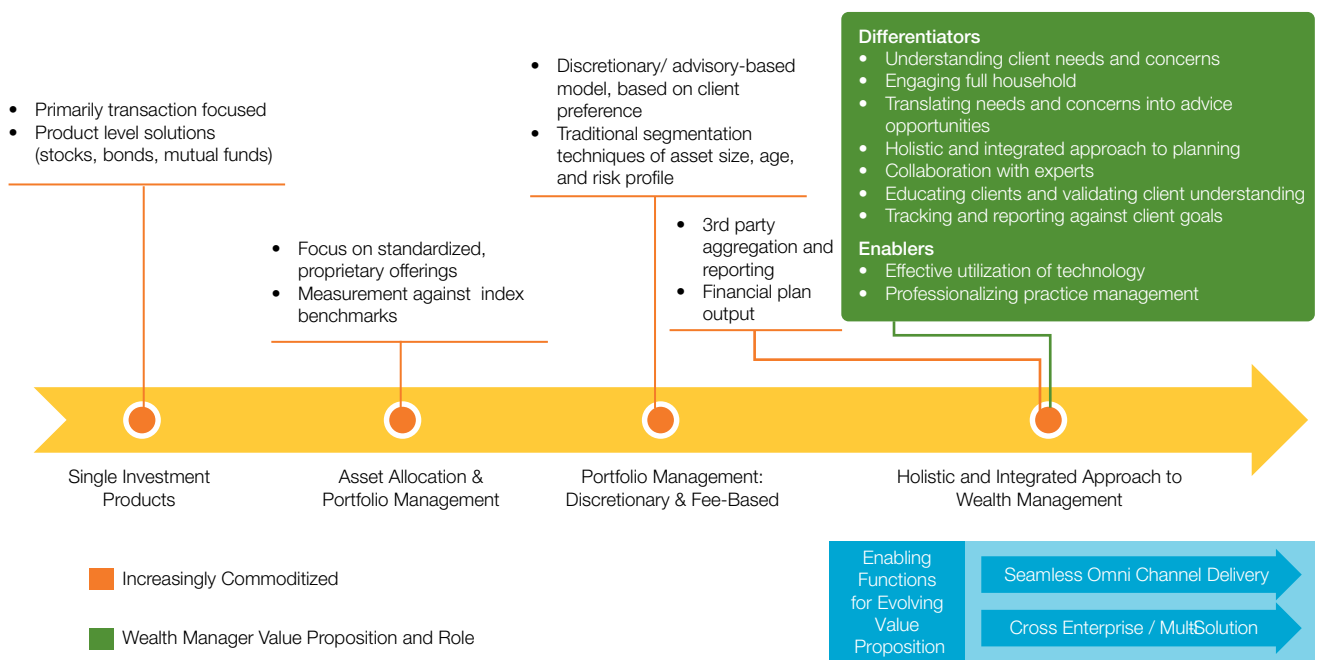 • Primarily transaction focused
• Product level solutions
(stocks, bonds, mutual funds)
• Focus on standardized,
proprietary offerings
• Measurement against index
benchmarks
• Discretionary/ advisory-based
model, based on client
preference
• Traditional segmentation
techniques of asset size, age,
and risk profile
• 3rd party
aggregation and
reporting
• Financial plan
output
Differentiators
• Understanding client needs and concerns
• Engaging full household
• Translating needs and concerns into advice
opportunities
• Holistic and integrated approach to planning
• Collaboration with experts
• Educating clients and validating client understanding
• Tracking and reporting against client goals
Enablers
• Effective utilization of technology
• Professionalizing practice management
Single Investment
Products
Asset Allocation &
Portfolio Management
Portfolio Management:
Discretionary & Fee-Based
Holistic and Integrated Approach to
Wealth Management
Increasingly Commoditized
Wealth Manager Value Proposition and Role
Enabling
Functions
for Evolving
Value
Proposition
Seamless Omni Channel Delivery
Cross Enterprise / Multi-Solution